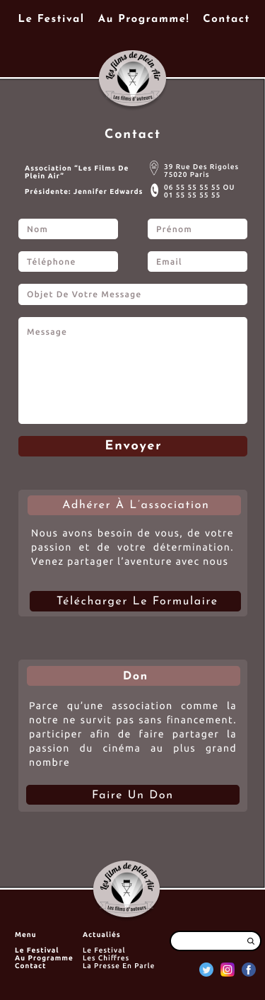 Le Festival Au Programme! Contact
Les films de plein Air
Les films d'auteurs
Contact
Association "Les Films De
Plein Air"
Présidente: Jennifer Edwards
39 Rue Des Rigoles
75020 Paris
06 55 55 55 55 OU
01 55 55 55 55
Nom Prénom
Téléphone Email
Objet De Votre Message
Message
Envoyer
Adhérer À L'association
Nous avons besoin de vous, de votre
passion et de votre détermination.
Venez partager l'aventure avec nous
Télécharger Le Formulaire
Don
Parce qu'une association comme la
notre ne survit pas sans financement.
participer afin de faire partager la
passion du cinéma au plus grand
nombre
Faire Un Don
Les films de plein Air
Les films d'auteurs
Menu
Le Festival
Au Programme
Contact
Actualiés
Le Festival
Les Chiffres
La Presse En Parle